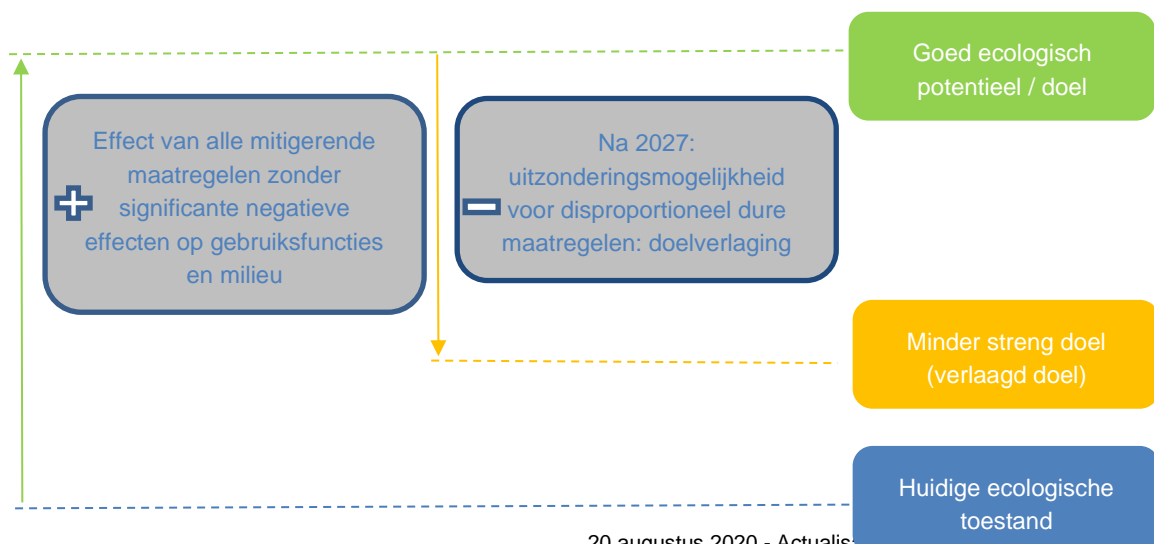 Goed ecologisch
potentieel / doel
Effect van alle mitigerende
maatregelen zonder
significante negatieve
effecten op gebruiksfuncties
en milieu
Na 2027:
uitzonderingsmogelijkheid
voor disproportioneel dure
maatregelen: doelverlaging
Minder streng doel
(verlaagd doel)
Huidige ecologische
toestand
20 augustus 2020 -